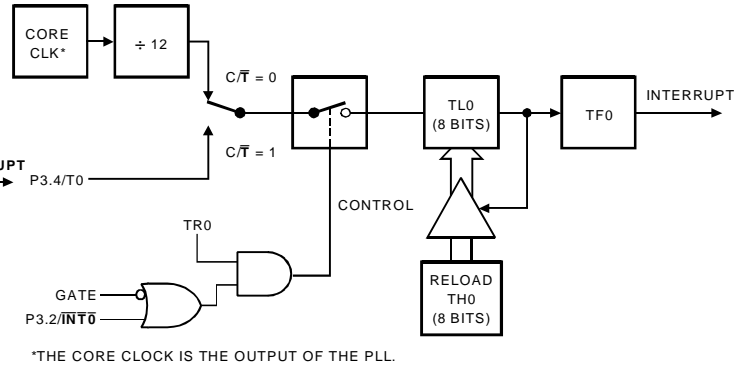 CORE
CLK*
÷ 12
C/T̅ = 0
TL0
(8 BITS)
TF0
INTERRUPT
UPT
P3.4/T0
C/T̅ = 1
CONTROL
TR0
GATE
P3.2/I̅N̅T̅0̅
RELOAD
TH0
(8 BITS)
*THE CORE CLOCK IS THE OUTPUT OF THE PLL.